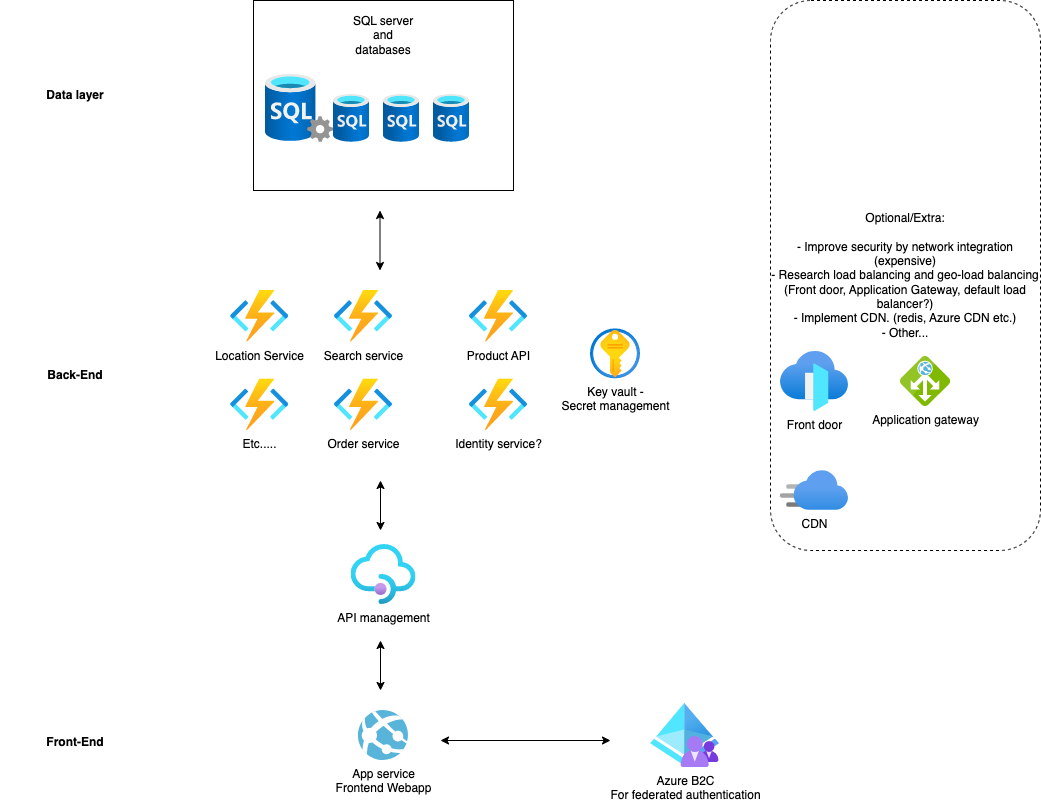 SQL server
and
databases
Data layer
SQL
SQL
SQL
SQL
Optional/Extra:
- Improve security by network integration
(expensive)
- Research load balancing and geo-load balancing
(Front door, Application Gateway, default load
balancer?)
- Implement CDN. (redis, Azure CDN etc.)
- Other...
Location Service
Search service
Product API
Back-End
Key vault -
Secret management
Front door
Application gateway
Etc.....
Order service
Identity service?
CDN
API management
Front-End
App service
Frontend Webapp
Azure B2C
For federated authentication